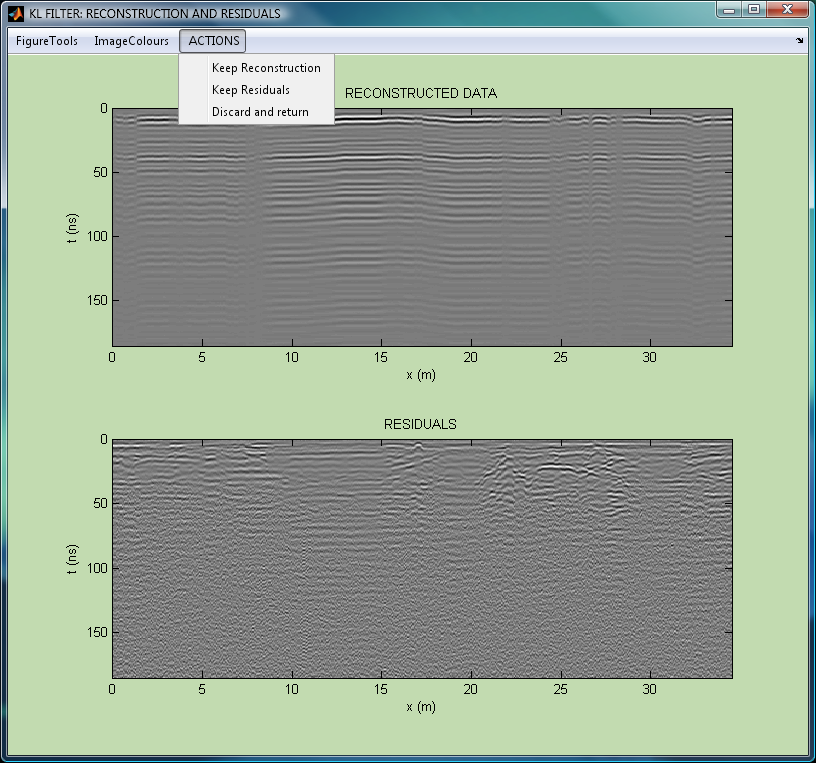 KL FILTER: RECONSTRUCTION AND RESIDUALS
FigureTools ImageColours ACTIONS
Keep Reconstruction
Keep Residuals
Discard and return
RECONSTRUCTED DATA
0
50
100
150
t (ns)
0 5 10 15 20 25 30
x (m)
RESIDUALS
0
50
100
150
t (ns)
0 5 10 15 20 25 30
x (m)